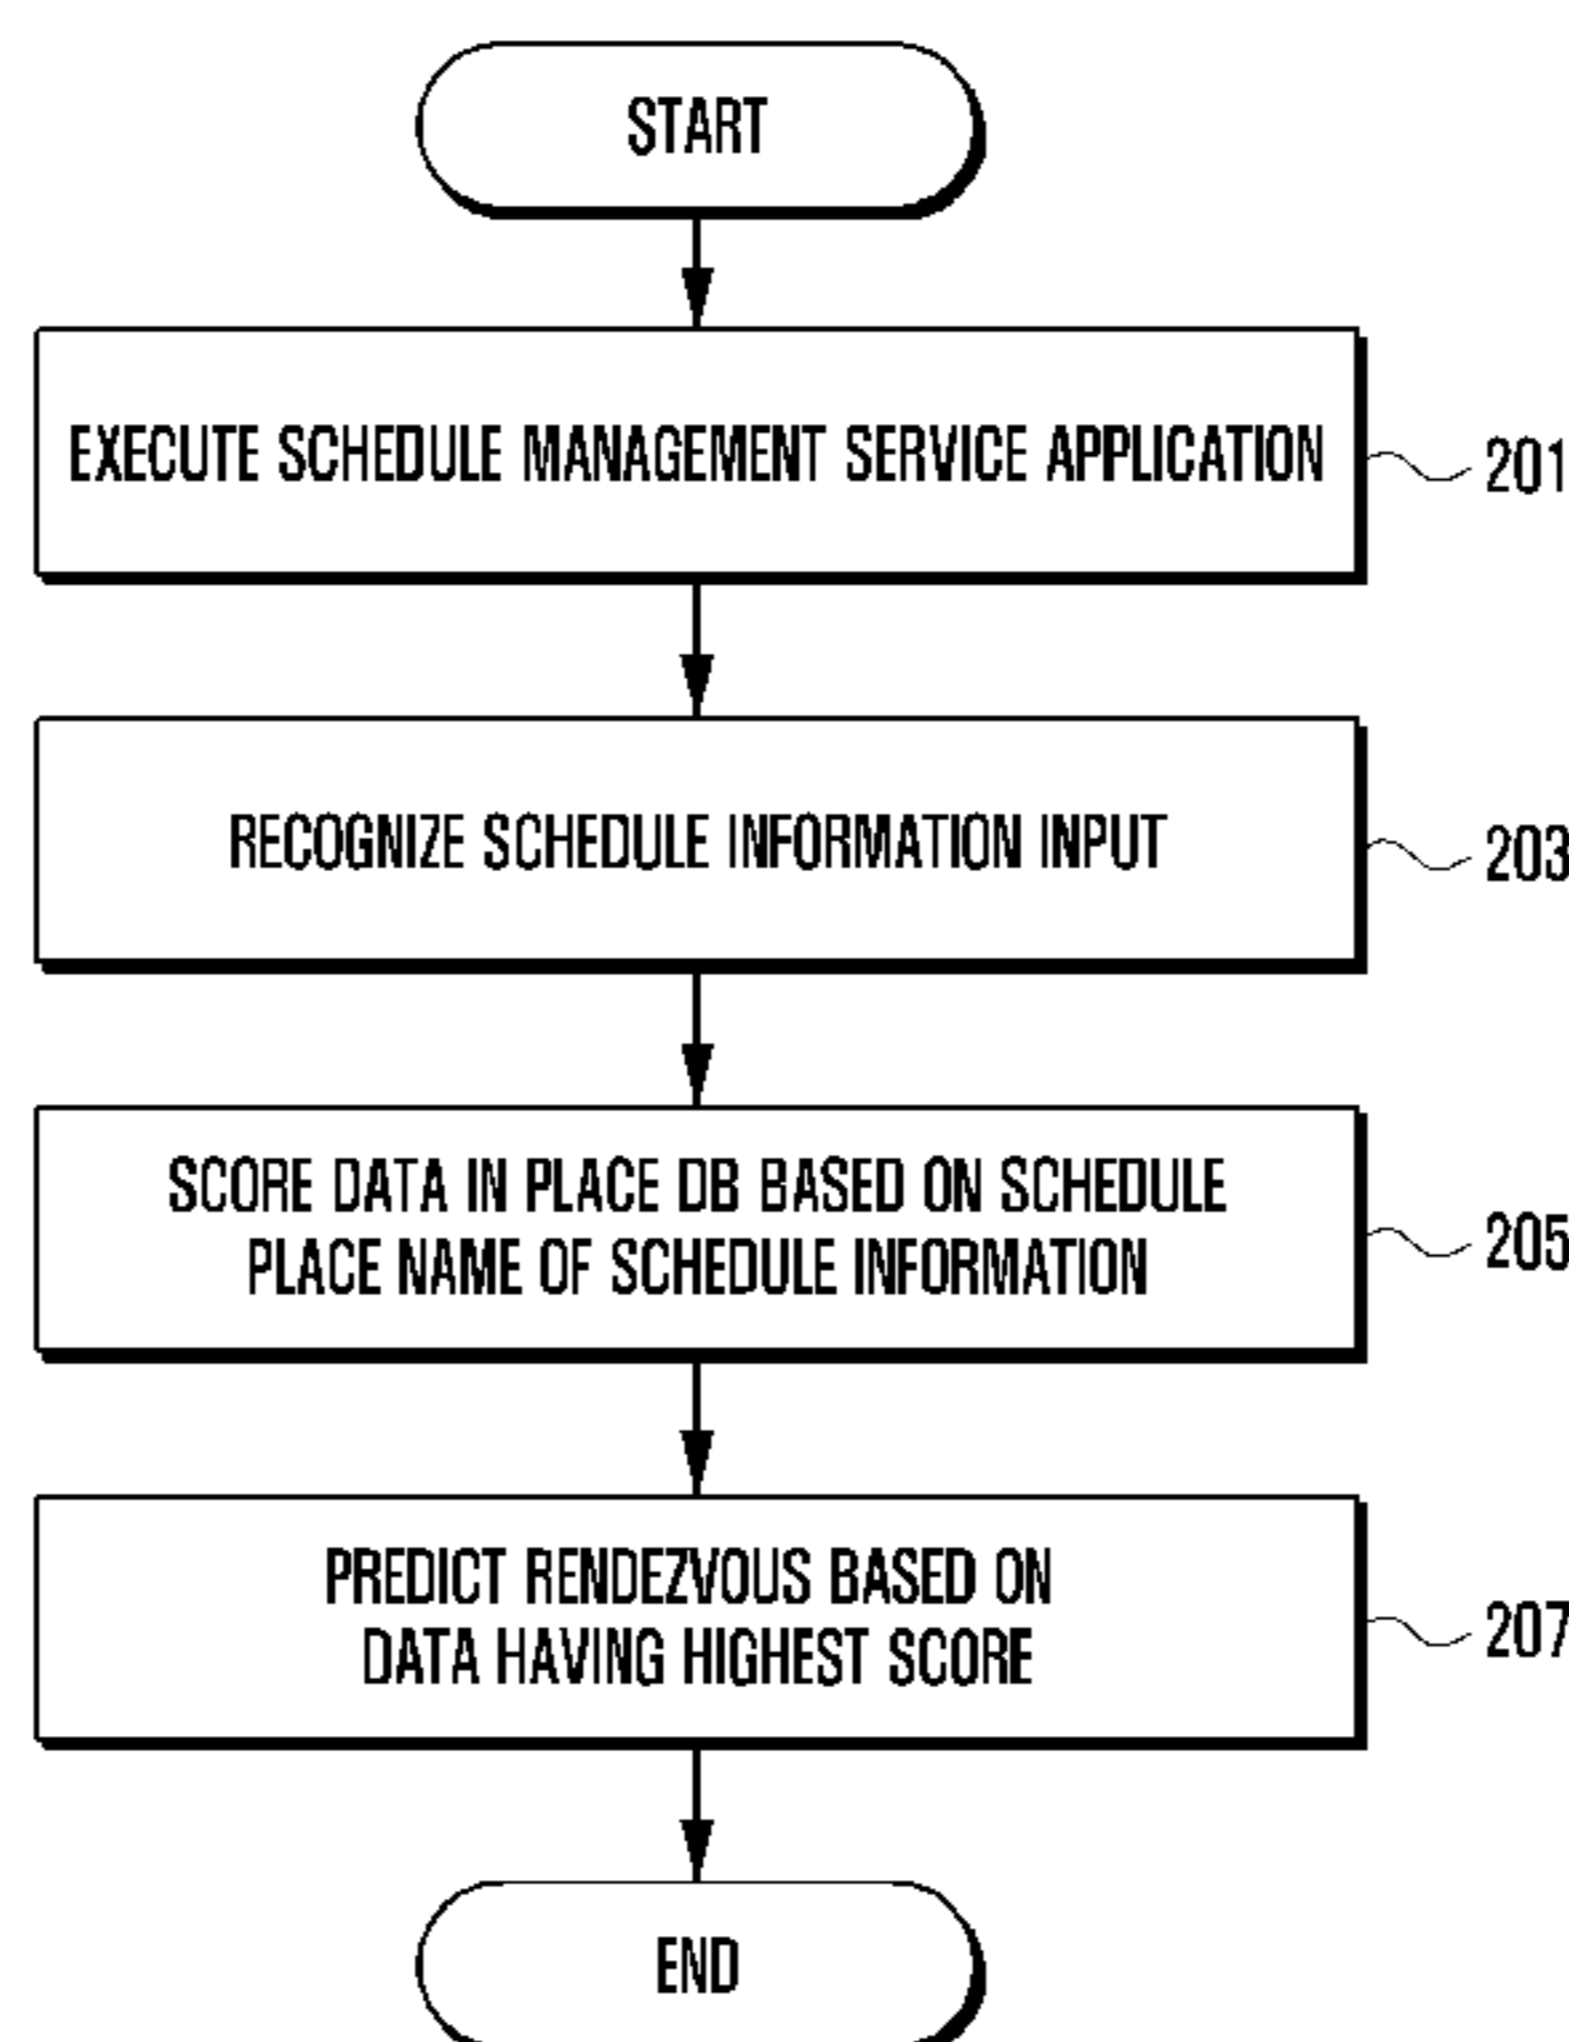 START
EXECUTE SCHEDULE MANAGEMENT SERVICE APPLICATION
201
RECOGNIZE SCHEDULE INFORMATION INPUT
203
SCORE DATA IN PLACE DB BASED ON SCHEDULE
PLACE NAME OF SCHEDULE INFORMATION
205
PREDICT RENDEZVOUS BASED ON
DATA HAVING HIGHEST SCORE
207
END